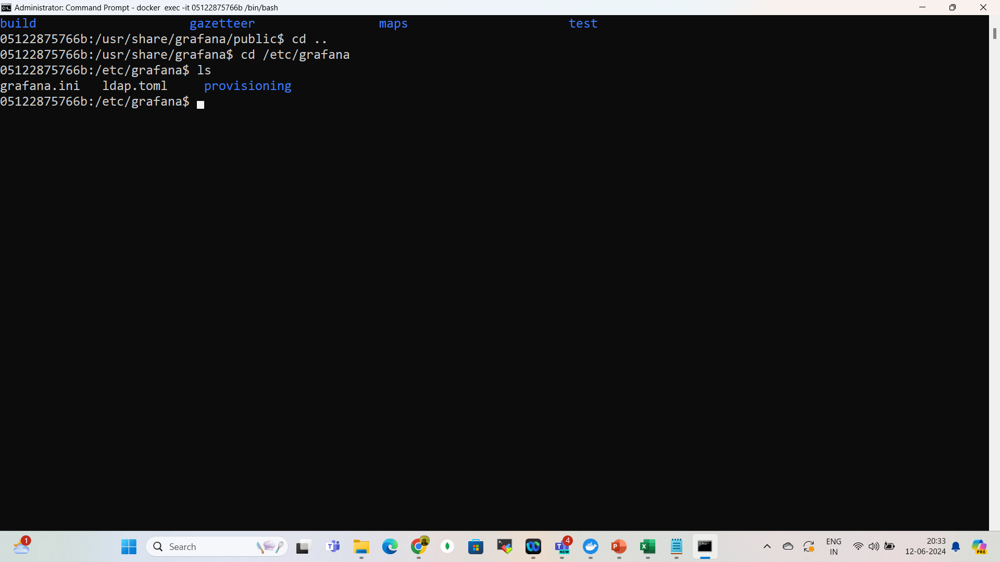 Administrator: Command Prompt - docker  exec -it 05122875766b /bin/bash
build                     gazetteer                 maps                      test
05122875766b:/usr/share/grafana/public$ cd ..
05122875766b:/usr/share/grafana$ cd /etc/grafana
05122875766b:/etc/grafana$ ls
grafana.ini   ldap.toml     provisioning
05122875766b:/etc/grafana$
1
Search
4
NEW
ENG
IN
20:33
12-06-2024
PRE